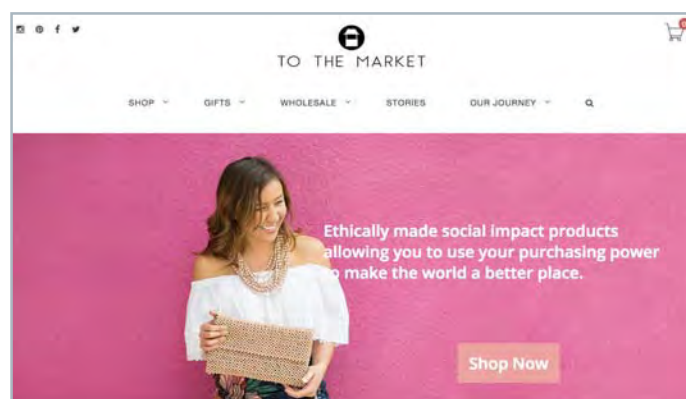 TO THE MARKET
SHOP GIFTS WHOLESALE STORIES OUR JOURNEY
Ethically made social impact products
allowing you to use your purchasing power
to make the world a better place.
Shop Now